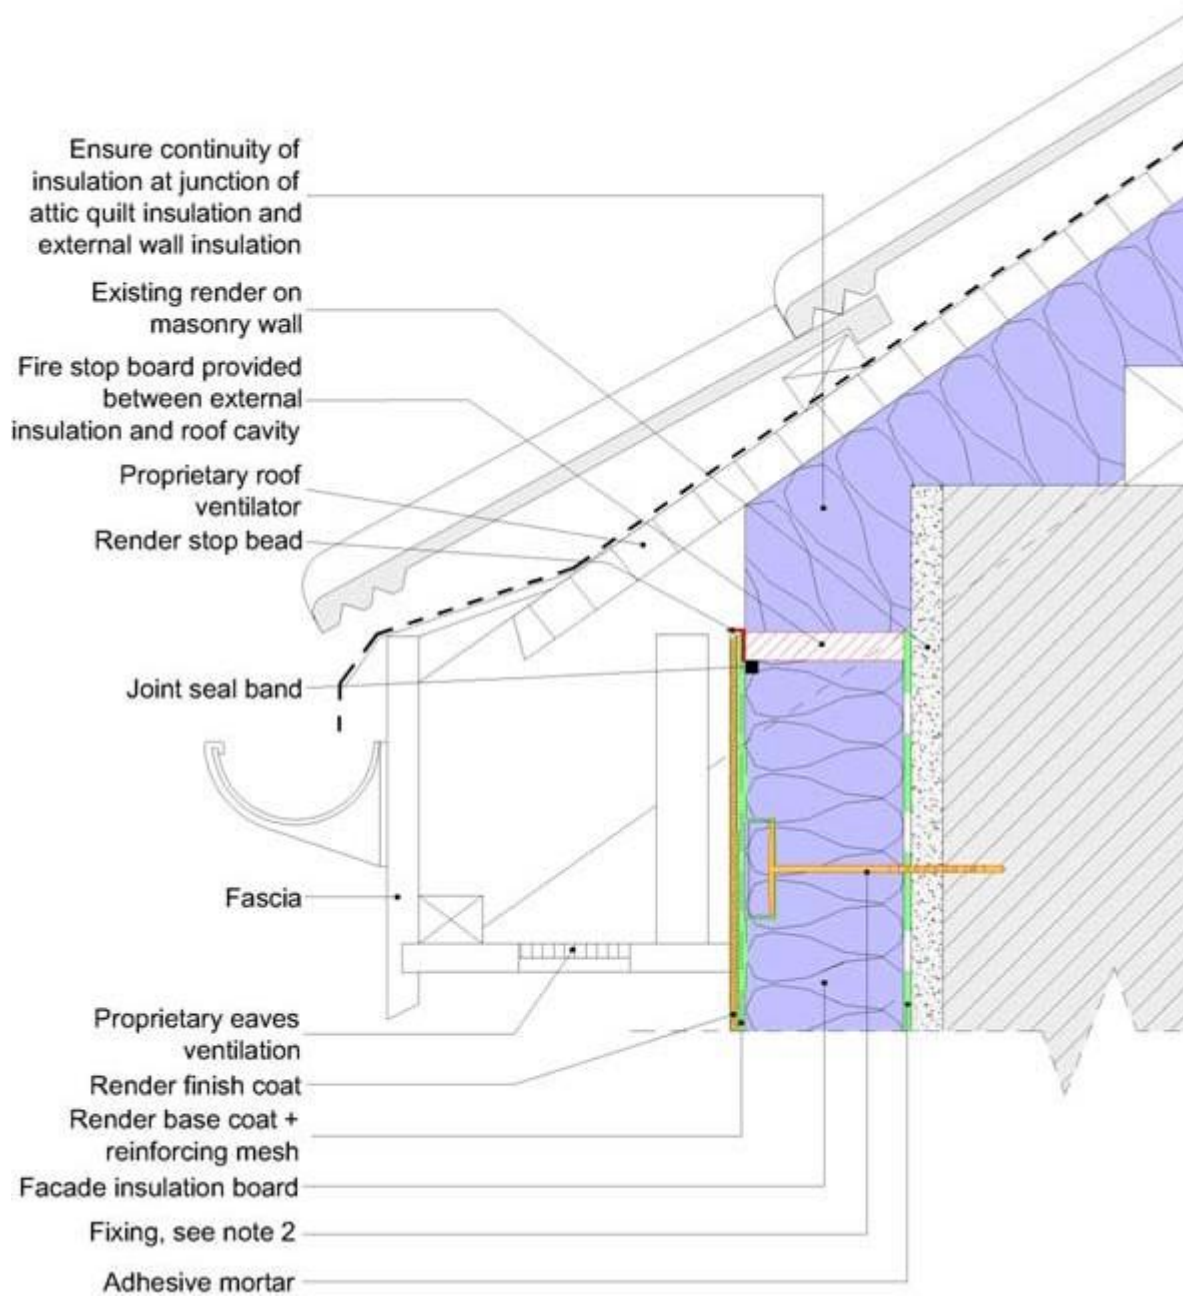 Ensure continuity of
insulation at junction of
attic quilt insulation and
external wall insulation
Existing render on
masonry wall
Fire stop board provided
between external
insulation and roof cavity
Proprietary roof
ventilator
Render stop bead
Joint seal band
Fascia
Proprietary eaves
ventilation
Render finish coat
Render base coat +
reinforcing mesh
Facade insulation board
Fixing, see note 2
Adhesive mortar